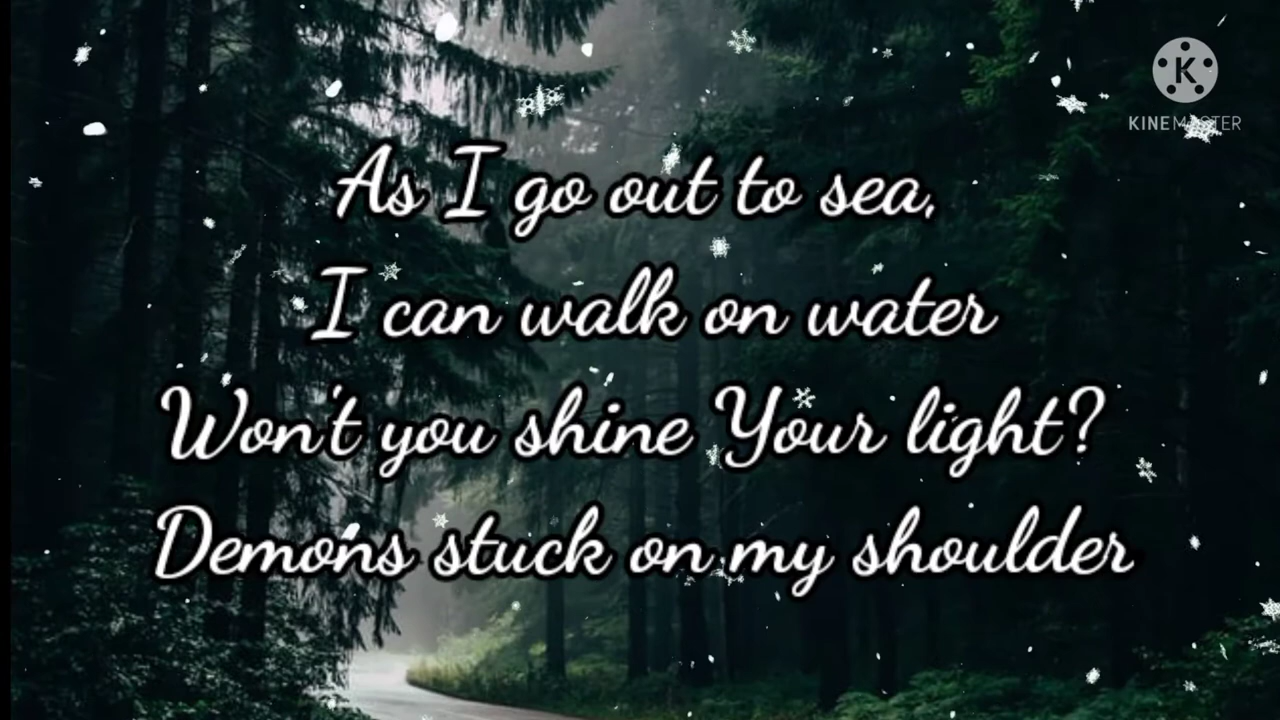 KINEMASTER
As I go out to sea,
I can walk on water
Won't you shine Your light?
Demons stuck on my shoulder